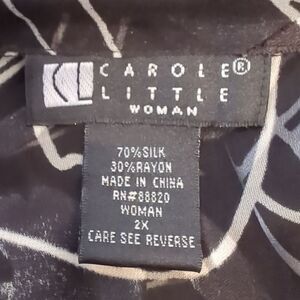 CAROLE®
LITTLE
WOMAN
70%SILK
30%RAYON
MADE IN CHINA
RN#88820
WOMAN
2X
CARE SEE REVERSE